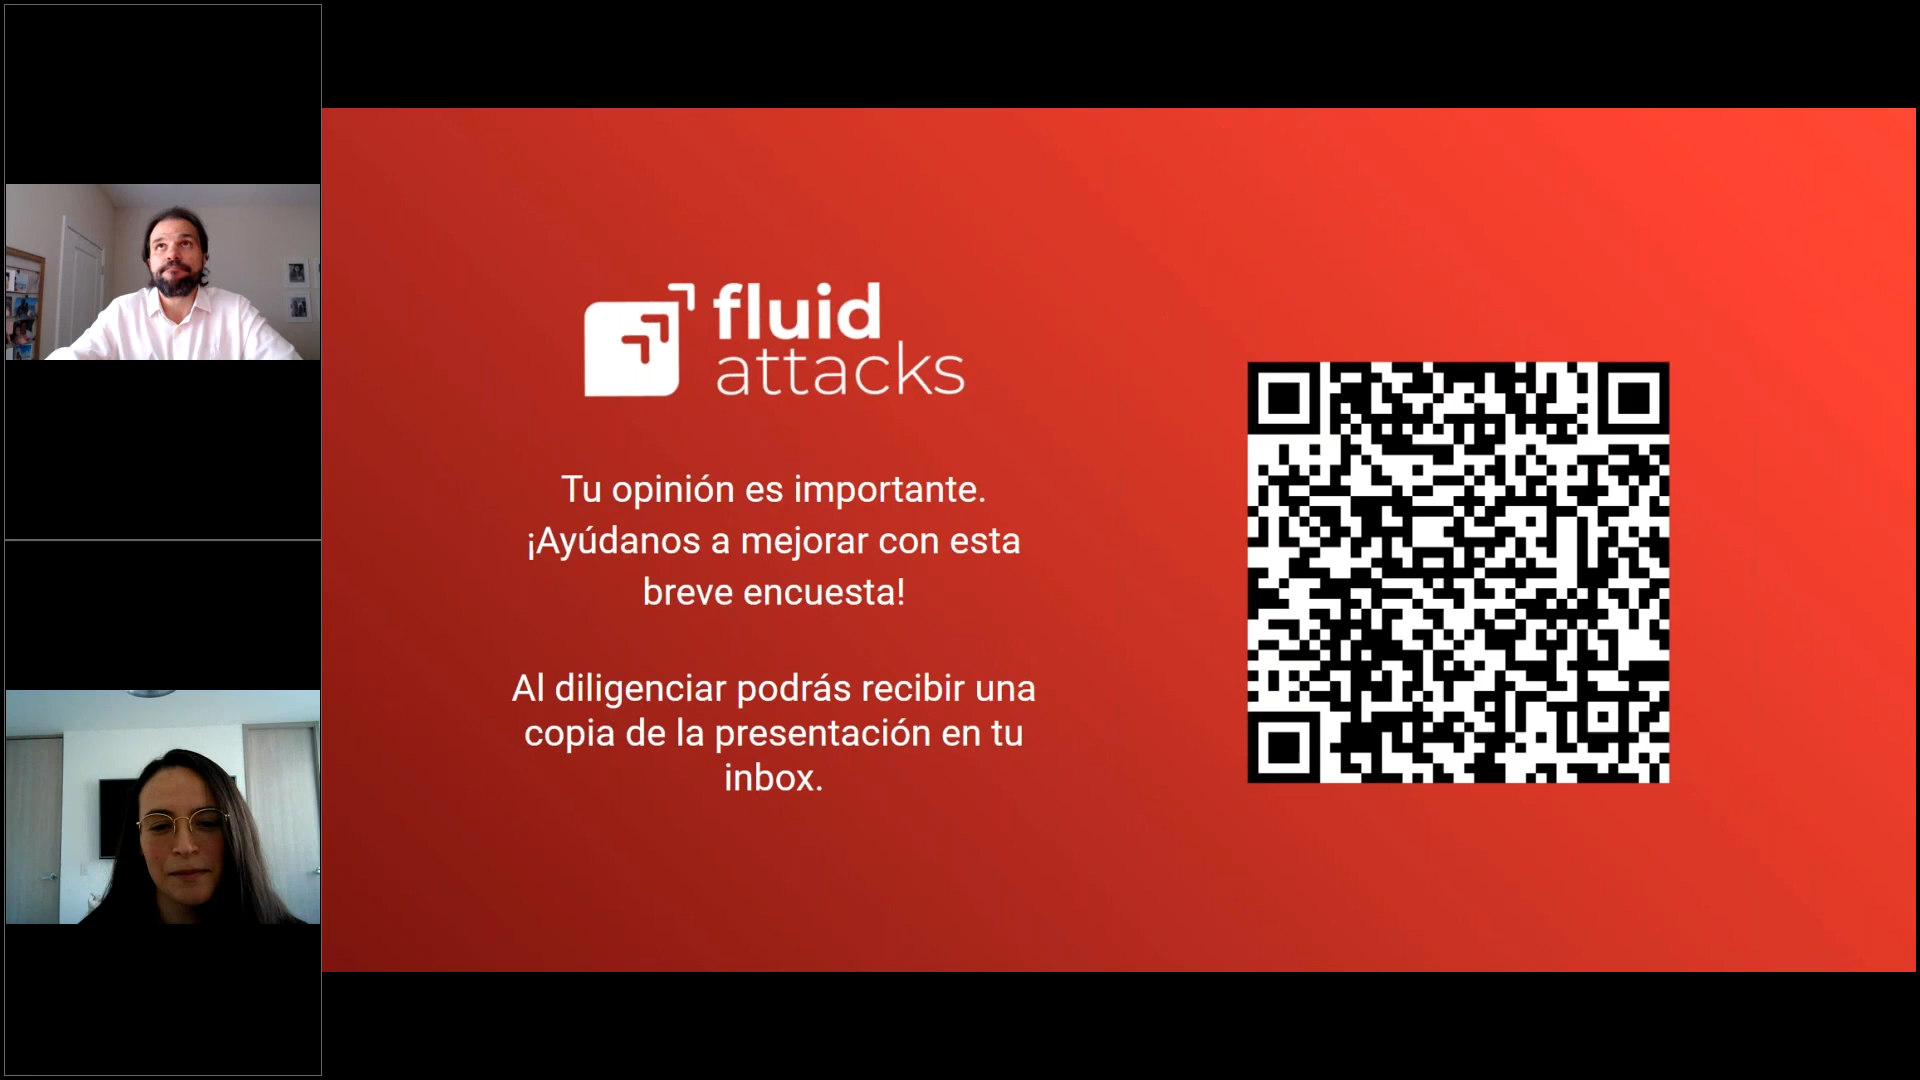 fluid
attacks
Tu opinión es importante.
¡Ayúdanos a mejorar con esta
breve encuesta!
Al diligenciar podrás recibir una
copia de la presentación en tu
inbox.